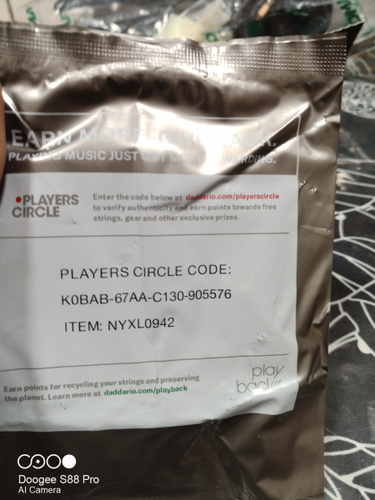 EARN MORE. GIVE BACK.
PLAYING MUSIC JUST GOT MORE REWARDING.
PLAYERS
CIRCLE
Enter the code below at daddario.com/playerscircle
to verify authenticity and earn points towards free
strings, gear and other exclusive prizes.
PLAYERS CIRCLE CODE:
K0BAB-67AA-C130-905576
ITEM: NYXL0942
Earn points for recycling your strings and preserving
the planet. Learn more at daddario.com/playback
play
back
Doogee S88 Pro
AI Camera